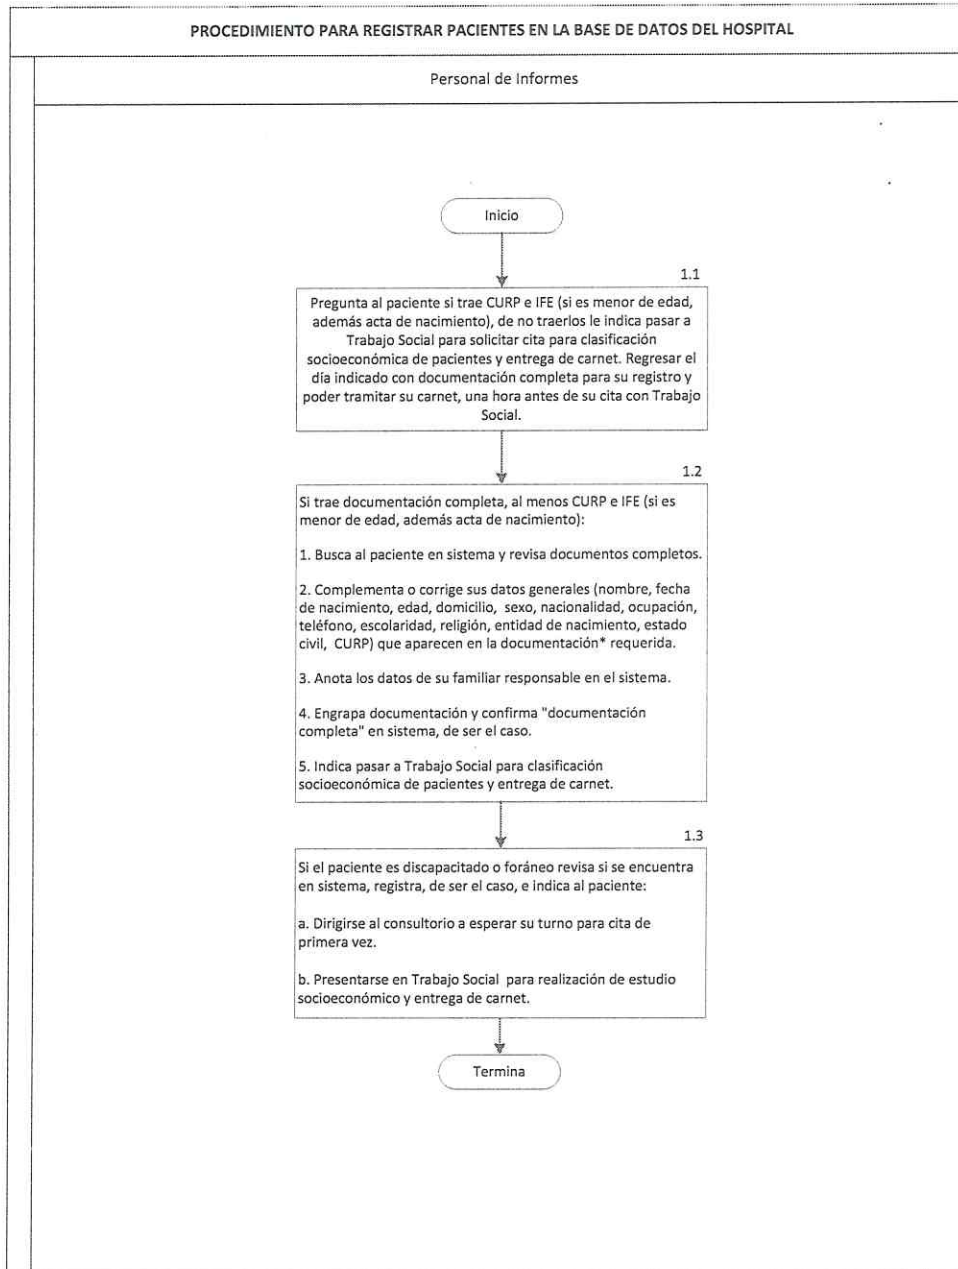 PROCEDIMIENTO PARA REGISTRAR PACIENTES EN LA BASE DE DATOS DEL HOSPITAL
Personal de Informes
Inicio
1.1
Pregunta al paciente si trae CURP e IFE (si es menor de edad,
además acta de nacimiento), de no traerlos le indica pasar a
Trabajo Social para solicitar cita para clasificación
socioeconómica de pacientes y entrega de carnet. Regresar el
día indicado con documentación completa para su registro y
poder tramitar su carnet, una hora antes de su cita con Trabajo
Social.
1.2
Si trae documentación completa, al menos CURP e IFE (si es
menor de edad, además acta de nacimiento):
1. Busca al paciente en sistema y revisa documentos completos.
2. Complementa o corrige sus datos generales (nombre, fecha
de nacimiento, edad, domicilio, sexo, nacionalidad, ocupación,
teléfono, escolaridad, religión, entidad de nacimiento, estado
civil, CURP) que aparecen en la documentación* requerida.
3. Anota los datos de su familiar responsable en el sistema.
4. Engrapa documentación y confirma "documentación
completa" en sistema, de ser el caso.
5. Indica pasar a Trabajo Social para clasificación
socioeconómica de pacientes y entrega de carnet.
1.3
Si el paciente es discapacitado o foráneo revisa si se encuentra
en sistema, registra, de ser el caso, e indica al paciente:
a. Dirigirse al consultorio a esperar su turno para cita de
primera vez.
b. Presentarse en Trabajo Social para realización de estudio
socioeconómico y entrega de carnet.
Termina